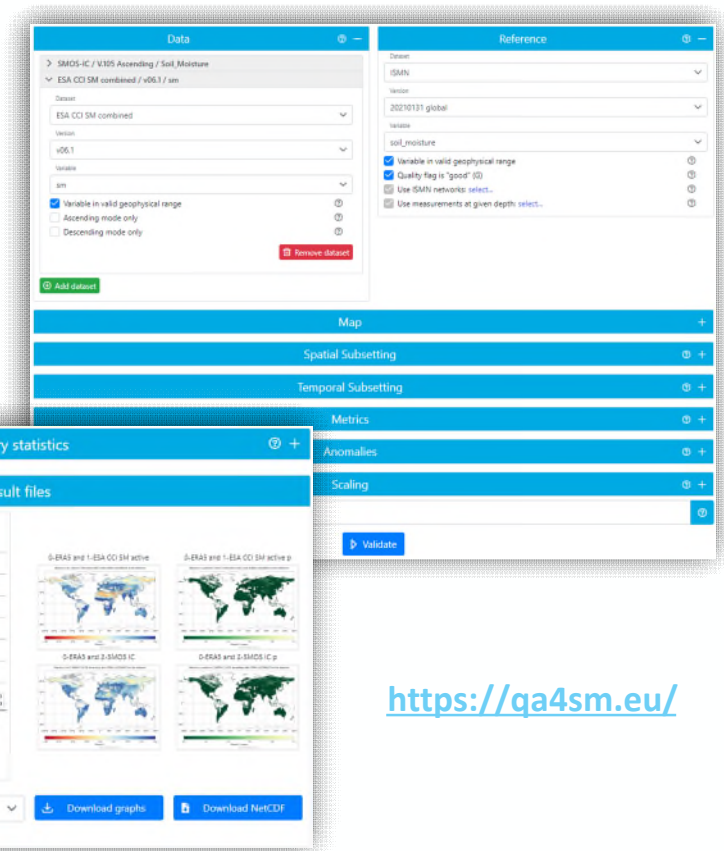 Data
SMOS-IC / V.105 Ascending / Soil_Moisture
ESA CCI SM combined / v06.1 / sm
Dataset
ESA CCI SM combined
Version
v06.1
Variable
sm
Variable in valid geophysical range
Ascending mode only
Descending mode only
Remove dataset
Add dataset
Reference
Dataset
ISMN
Version
20210131 global
Variable
soil_moisture
Variable in valid geophysical range
Quality flag is "good" (G)
Use ISMN networks: select...
Use measurements at given depth: select...
Map
Spatial Subsetting
Temporal Subsetting
Metrics
Anomalies
Scaling
Validate
y statistics
sult files
0-ERA5 and 1-ESA CCI SM active
0-ERA5 and 1-ESA CCI SM active p
0-ERA5 and 2-SMOS IC
0-ERA5 and 2-SMOS IC p
Download graphs
Download NetCDF
https://qa4sm.eu/